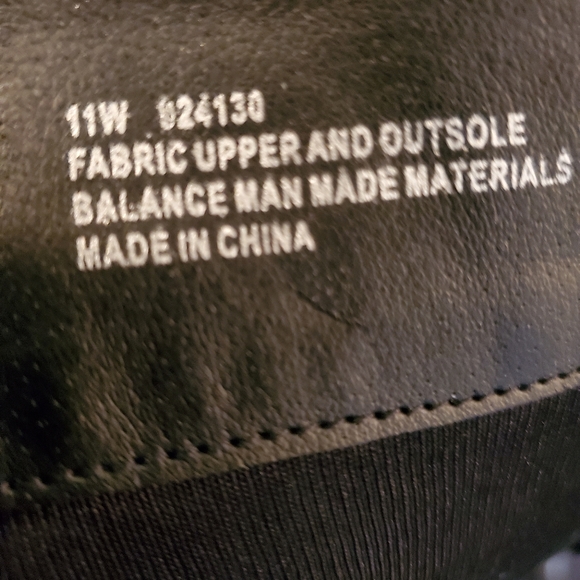 11W 024130
FABRIC UPPER AND OUTSOLE
BALANCE MAN MADE MATERIALS
MADE IN CHINA